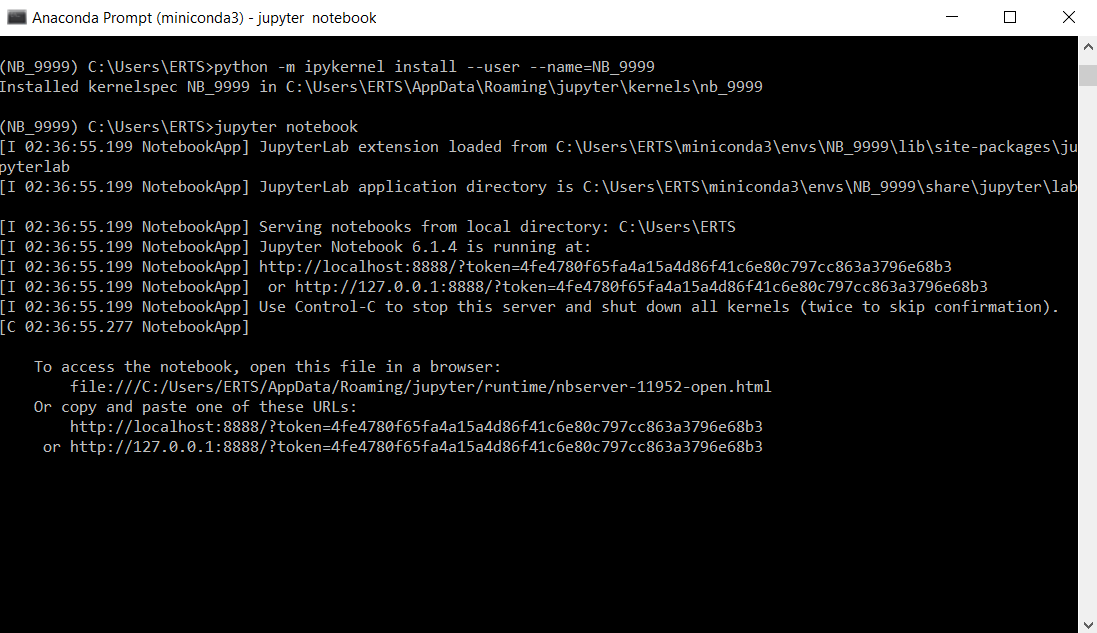 Anaconda Prompt (miniconda3) - jupyter  notebook
(NB_9999) C:\Users\ERTS>python -m ipykernel install --user --name=NB_9999
Installed kernelspec NB_9999 in C:\Users\ERTS\AppData\Roaming\jupyter\kernels\nb_9999
(NB_9999) C:\Users\ERTS>jupyter notebook
[I 02:36:55.199 NotebookApp] JupyterLab extension loaded from C:\Users\ERTS\miniconda3\envs\NB_9999\lib\site-packages\ju
pyterlab
[I 02:36:55.199 NotebookApp] JupyterLab application directory is C:\Users\ERTS\miniconda3\envs\NB_9999\share\jupyter\lab
[I 02:36:55.199 NotebookApp] Serving notebooks from local directory: C:\Users\ERTS
[I 02:36:55.199 NotebookApp] Jupyter Notebook 6.1.4 is running at:
[I 02:36:55.199 NotebookApp] http://localhost:8888/?token=4fe4780f65fa4a15a4d86f41c6e80c797cc863a3796e68b3
[I 02:36:55.199 NotebookApp]  or http://127.0.0.1:8888/?token=4fe4780f65fa4a15a4d86f41c6e80c797cc863a3796e68b3
[I 02:36:55.199 NotebookApp] Use Control-C to stop this server and shut down all kernels (twice to skip confirmation).
[C 02:36:55.277 NotebookApp]
To access the notebook, open this file in a browser:
file:///C:/Users/ERTS/AppData/Roaming/jupyter/runtime/nbserver-11952-open.html
Or copy and paste one of these URLs:
http://localhost:8888/?token=4fe4780f65fa4a15a4d86f41c6e80c797cc863a3796e68b3
or http://127.0.0.1:8888/?token=4fe4780f65fa4a15a4d86f41c6e80c797cc863a3796e68b3